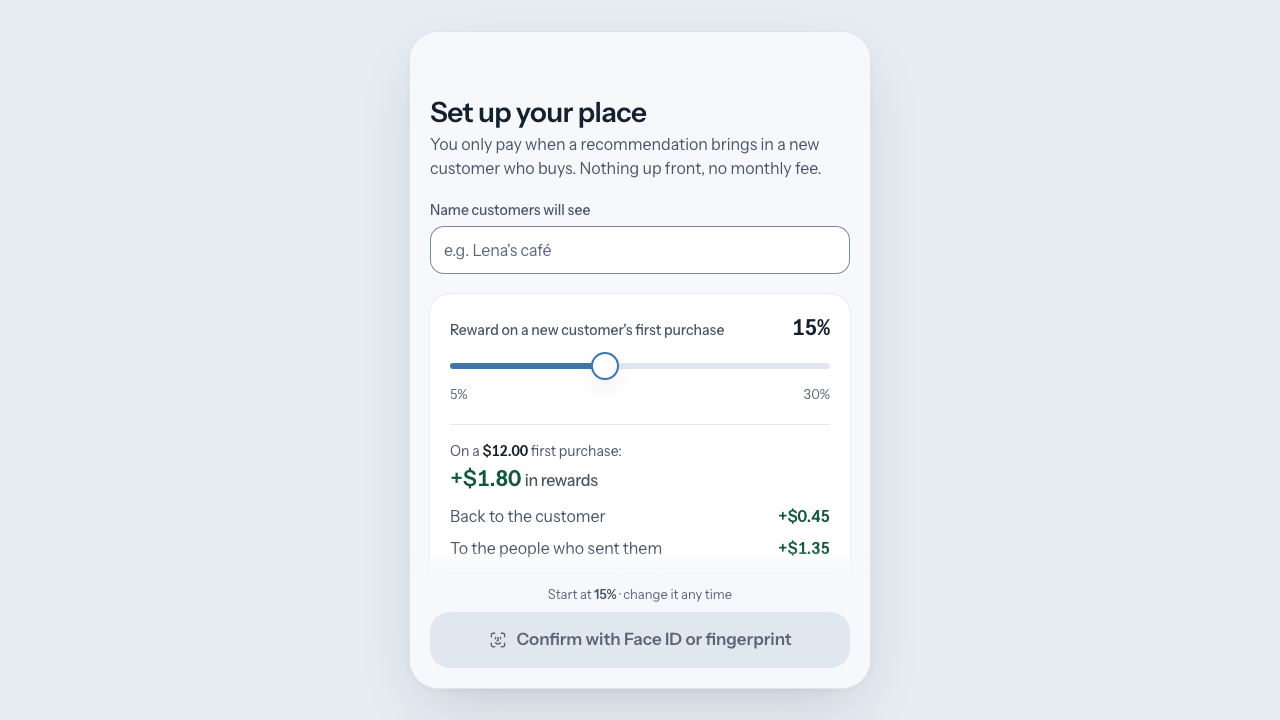 Set up your place
You only pay when a recommendation brings in a new
customer who buys. Nothing up front, no monthly fee.
Name customers will see
e.g. Lena's café
Reward on a new customer's first purchase 15%
5% 30%
On a $12.00 first purchase:
+$1.80 in rewards
Back to the customer +$0.45
To the people who sent them +$1.35
Start at 15% · change it any time
Confirm with Face ID or fingerprint